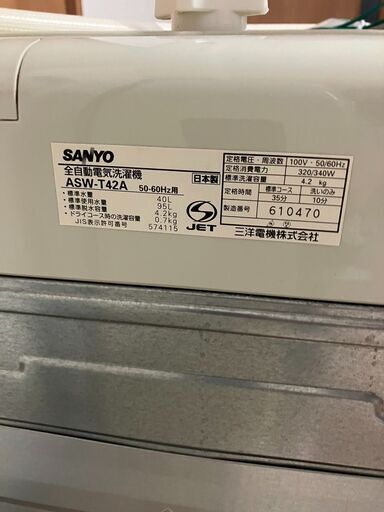 SANYO
全自動電気洗濯機
日本製
ASW-T42A 50-60Hz用
・標準水量 40L
・標準使用水量 95L
・標準脱水容量 4.2kg
・ドライコース時の洗濯容量 0.7kg
JIS表示許可番号 574115
S
JET
定格電圧・周波数 100V・50/60Hz
定格消費電力 320/340W
標準洗濯容量 4.2 kg
定格時間 標準コース 洗いのみ
35分 10分
製造番号 610470
三洋電機株式会社